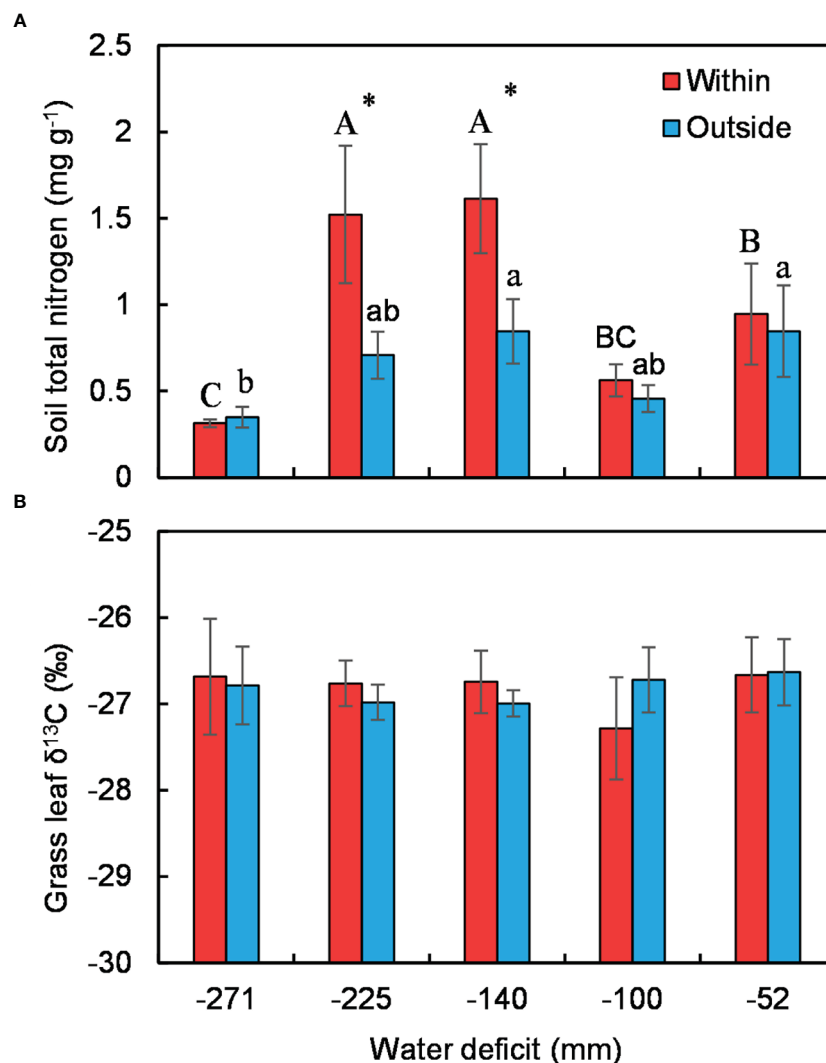 A
Soil total nitrogen (mg g⁻¹)
2.5
2
1.5
1
0.5
0
Within
Outside
C b
A * ab
A * a
BC ab
B a
B
Grass leaf δ¹³C (‰)
-25
-26
-27
-28
-29
-30
-271 -225 -140 -100 -52
Water deficit (mm)